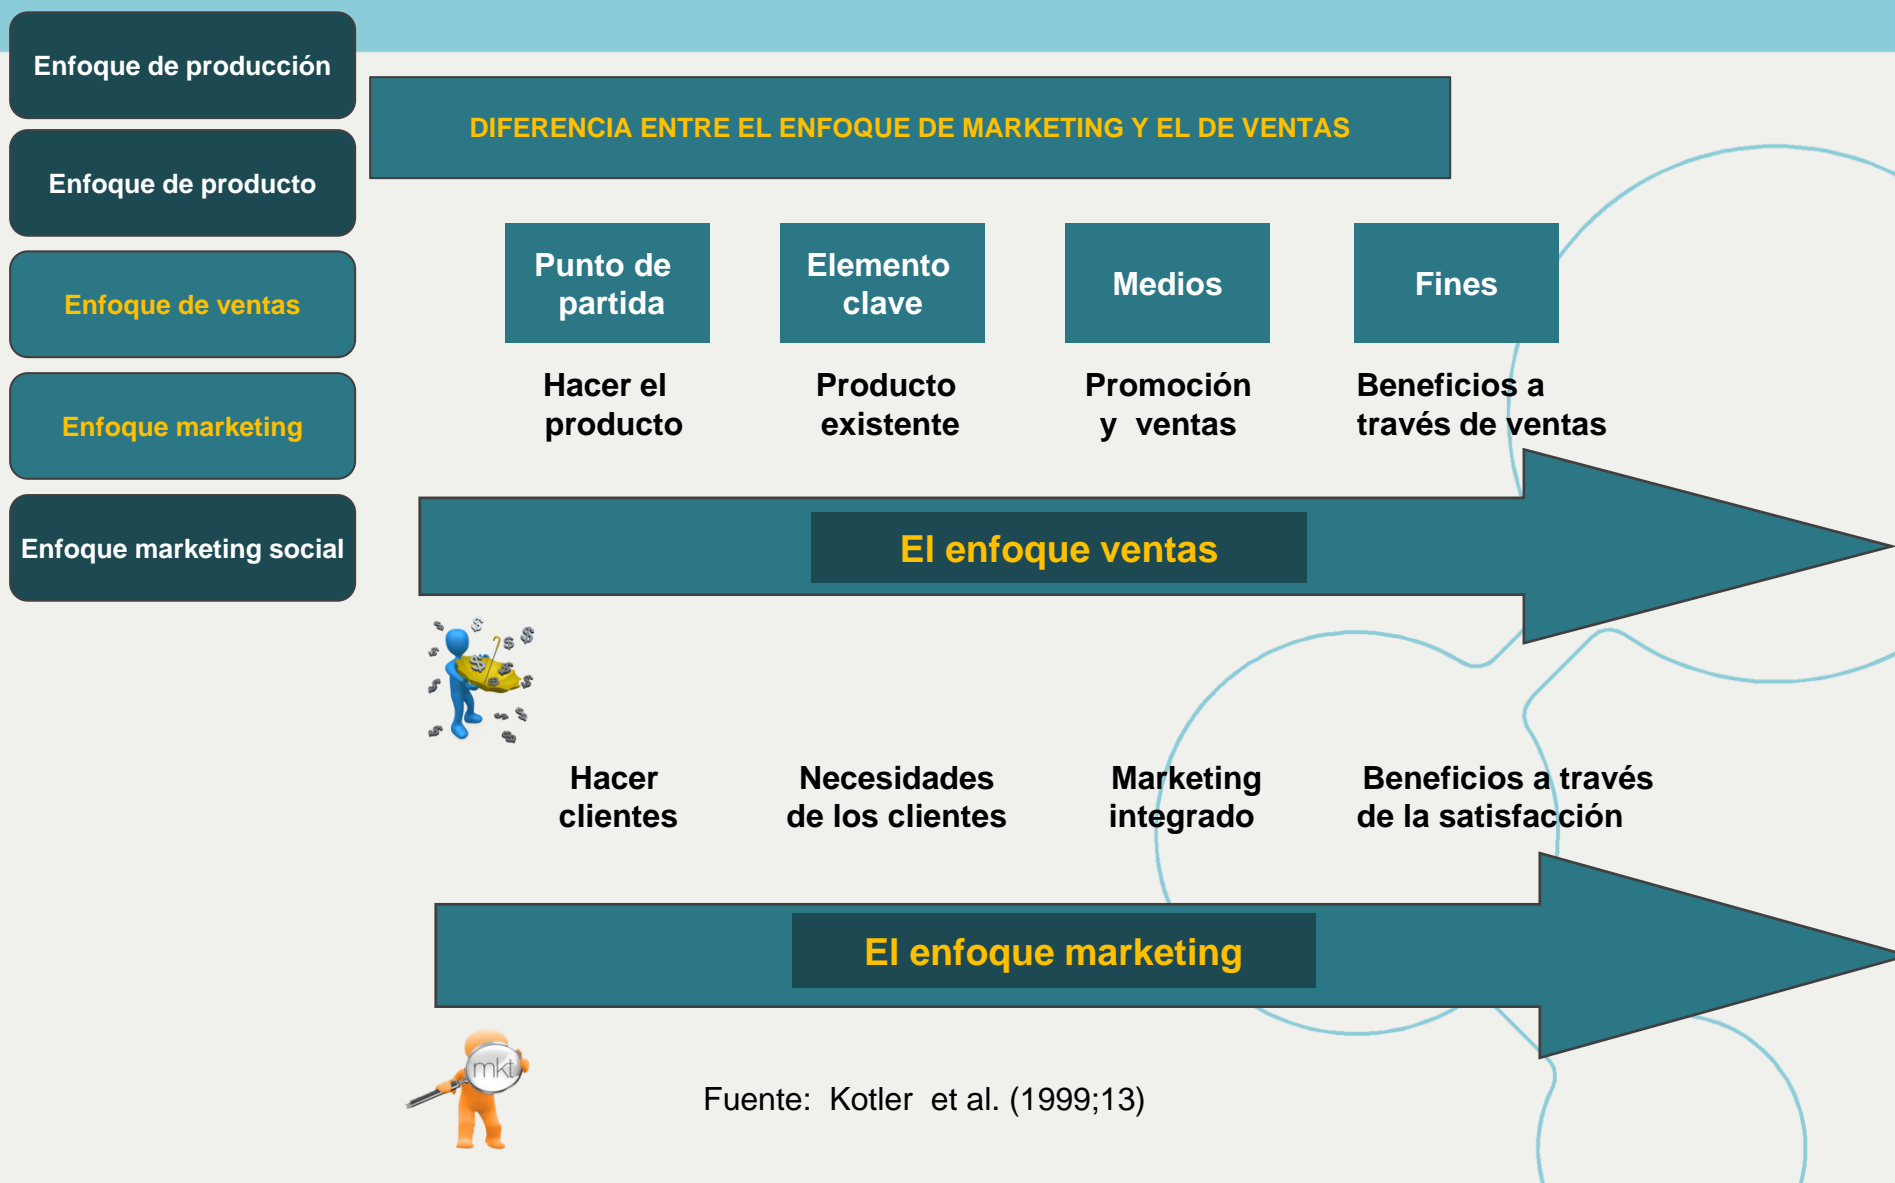 Enfoque de producción
Enfoque de producto
Enfoque de ventas
Enfoque marketing
Enfoque marketing social
DIFERENCIA ENTRE EL ENFOQUE DE MARKETING Y EL DE VENTAS
Punto de
partida
Elemento
clave
Medios
Fines
Hacer el
producto
Producto
existente
Promoción
y ventas
Beneficios a
través de ventas
El enfoque ventas
Hacer
clientes
Necesidades
de los clientes
Marketing
integrado
Beneficios a través
de la satisfacción
El enfoque marketing
mkt
Fuente: Kotler et al. (1999;13)